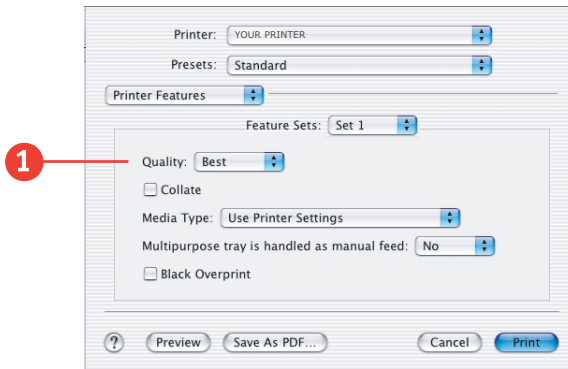 Printer: YOUR PRINTER
Presets: Standard
Printer Features
Feature Sets: Set 1
1 Quality: Best
Collate
Media Type: Use Printer Settings
Multipurpose tray is handled as manual feed: No
Black Overprint
? Preview Save As PDF... Cancel Print